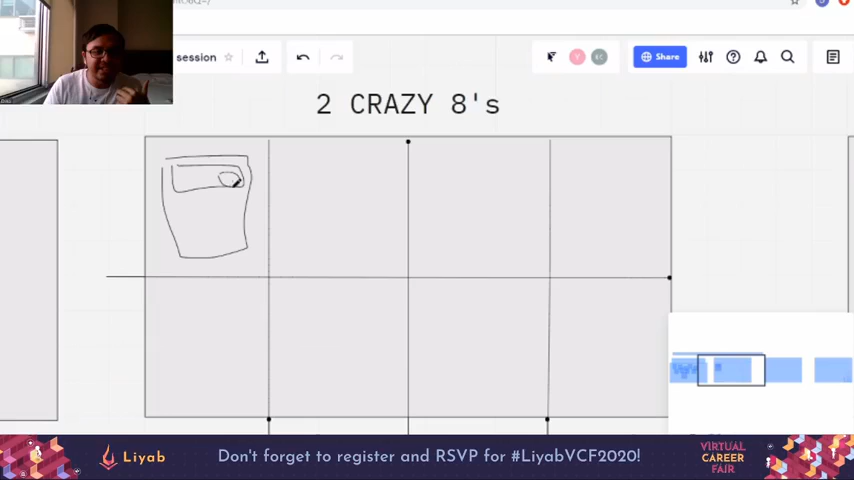 session
Share
2 CRAZY 8's
Liyab
Don't forget to register and RSVP for #LiyabVCF2020!
VIRTUAL
CAREER
FAIR